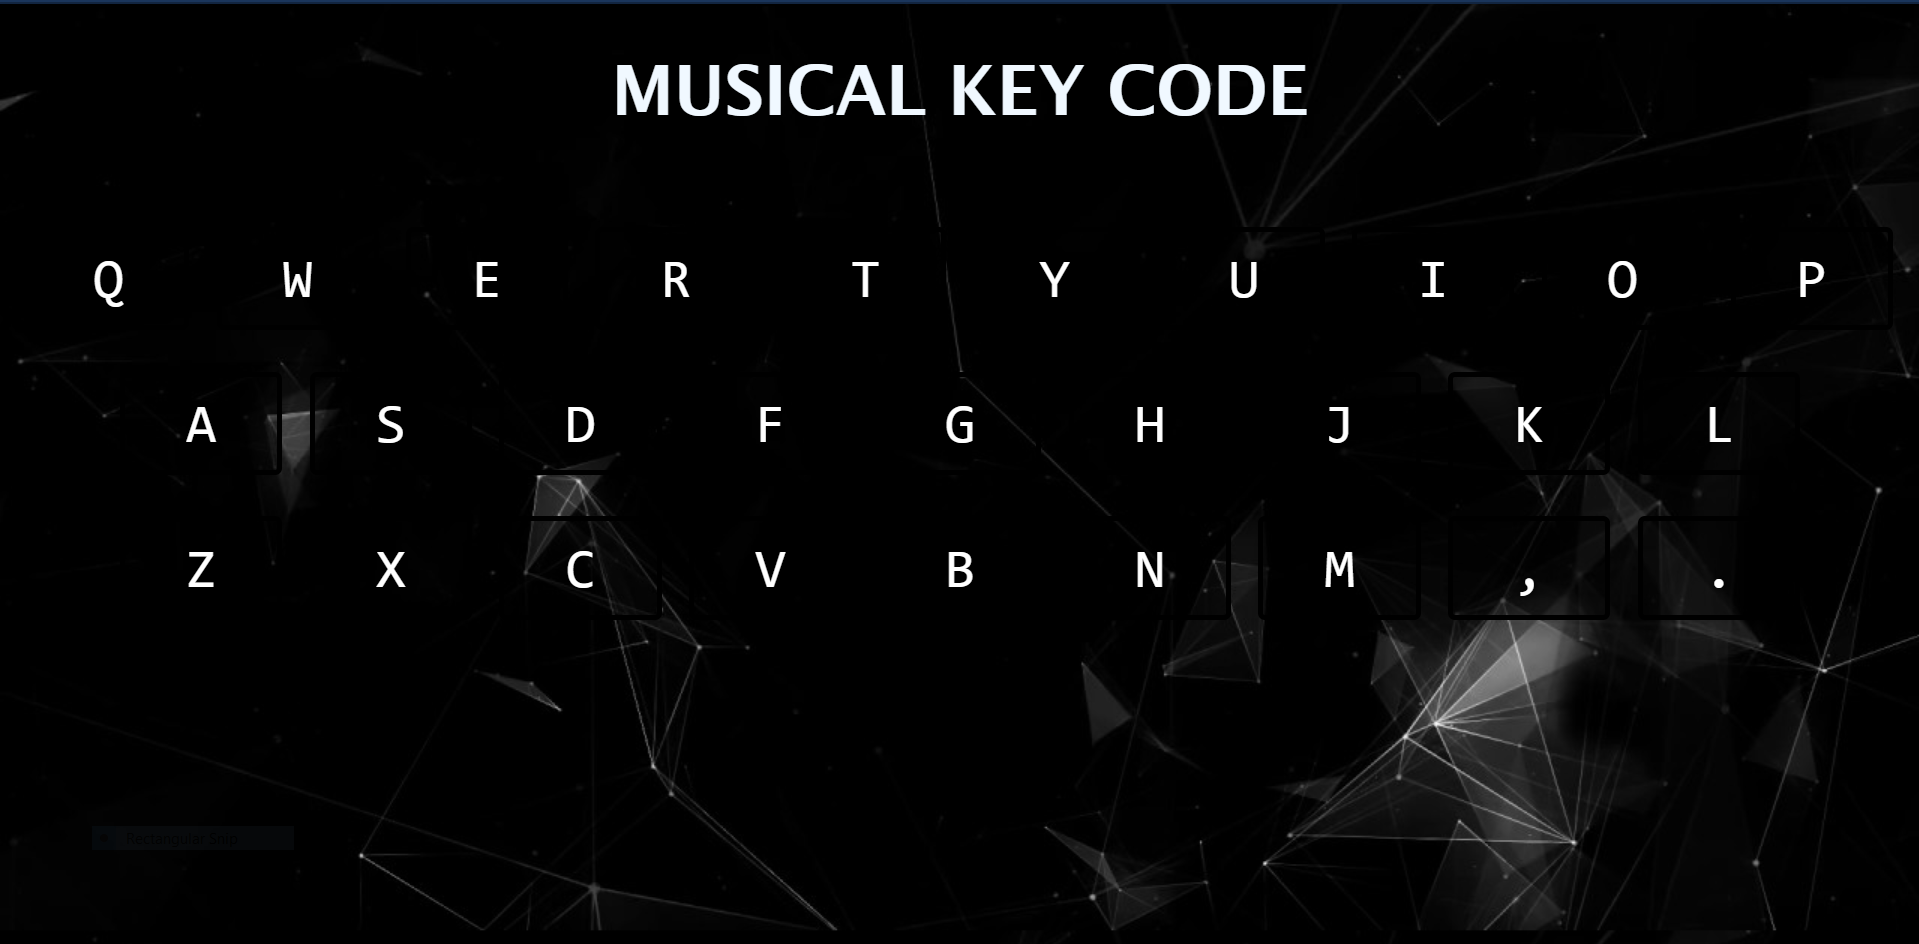 MUSICAL KEY CODE
Q W E R T Y U I O P
A S D F G H J K L
Z X C V B N M , .
Rectangular Snip